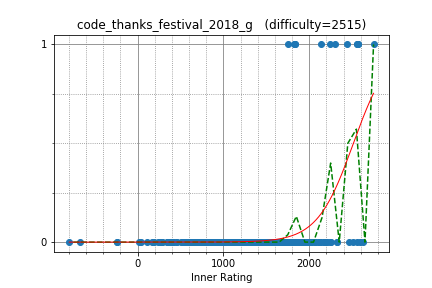 code_thanks_festival_2018_g (difficulty=2515)
1
0
0 1000 2000
Inner Rating